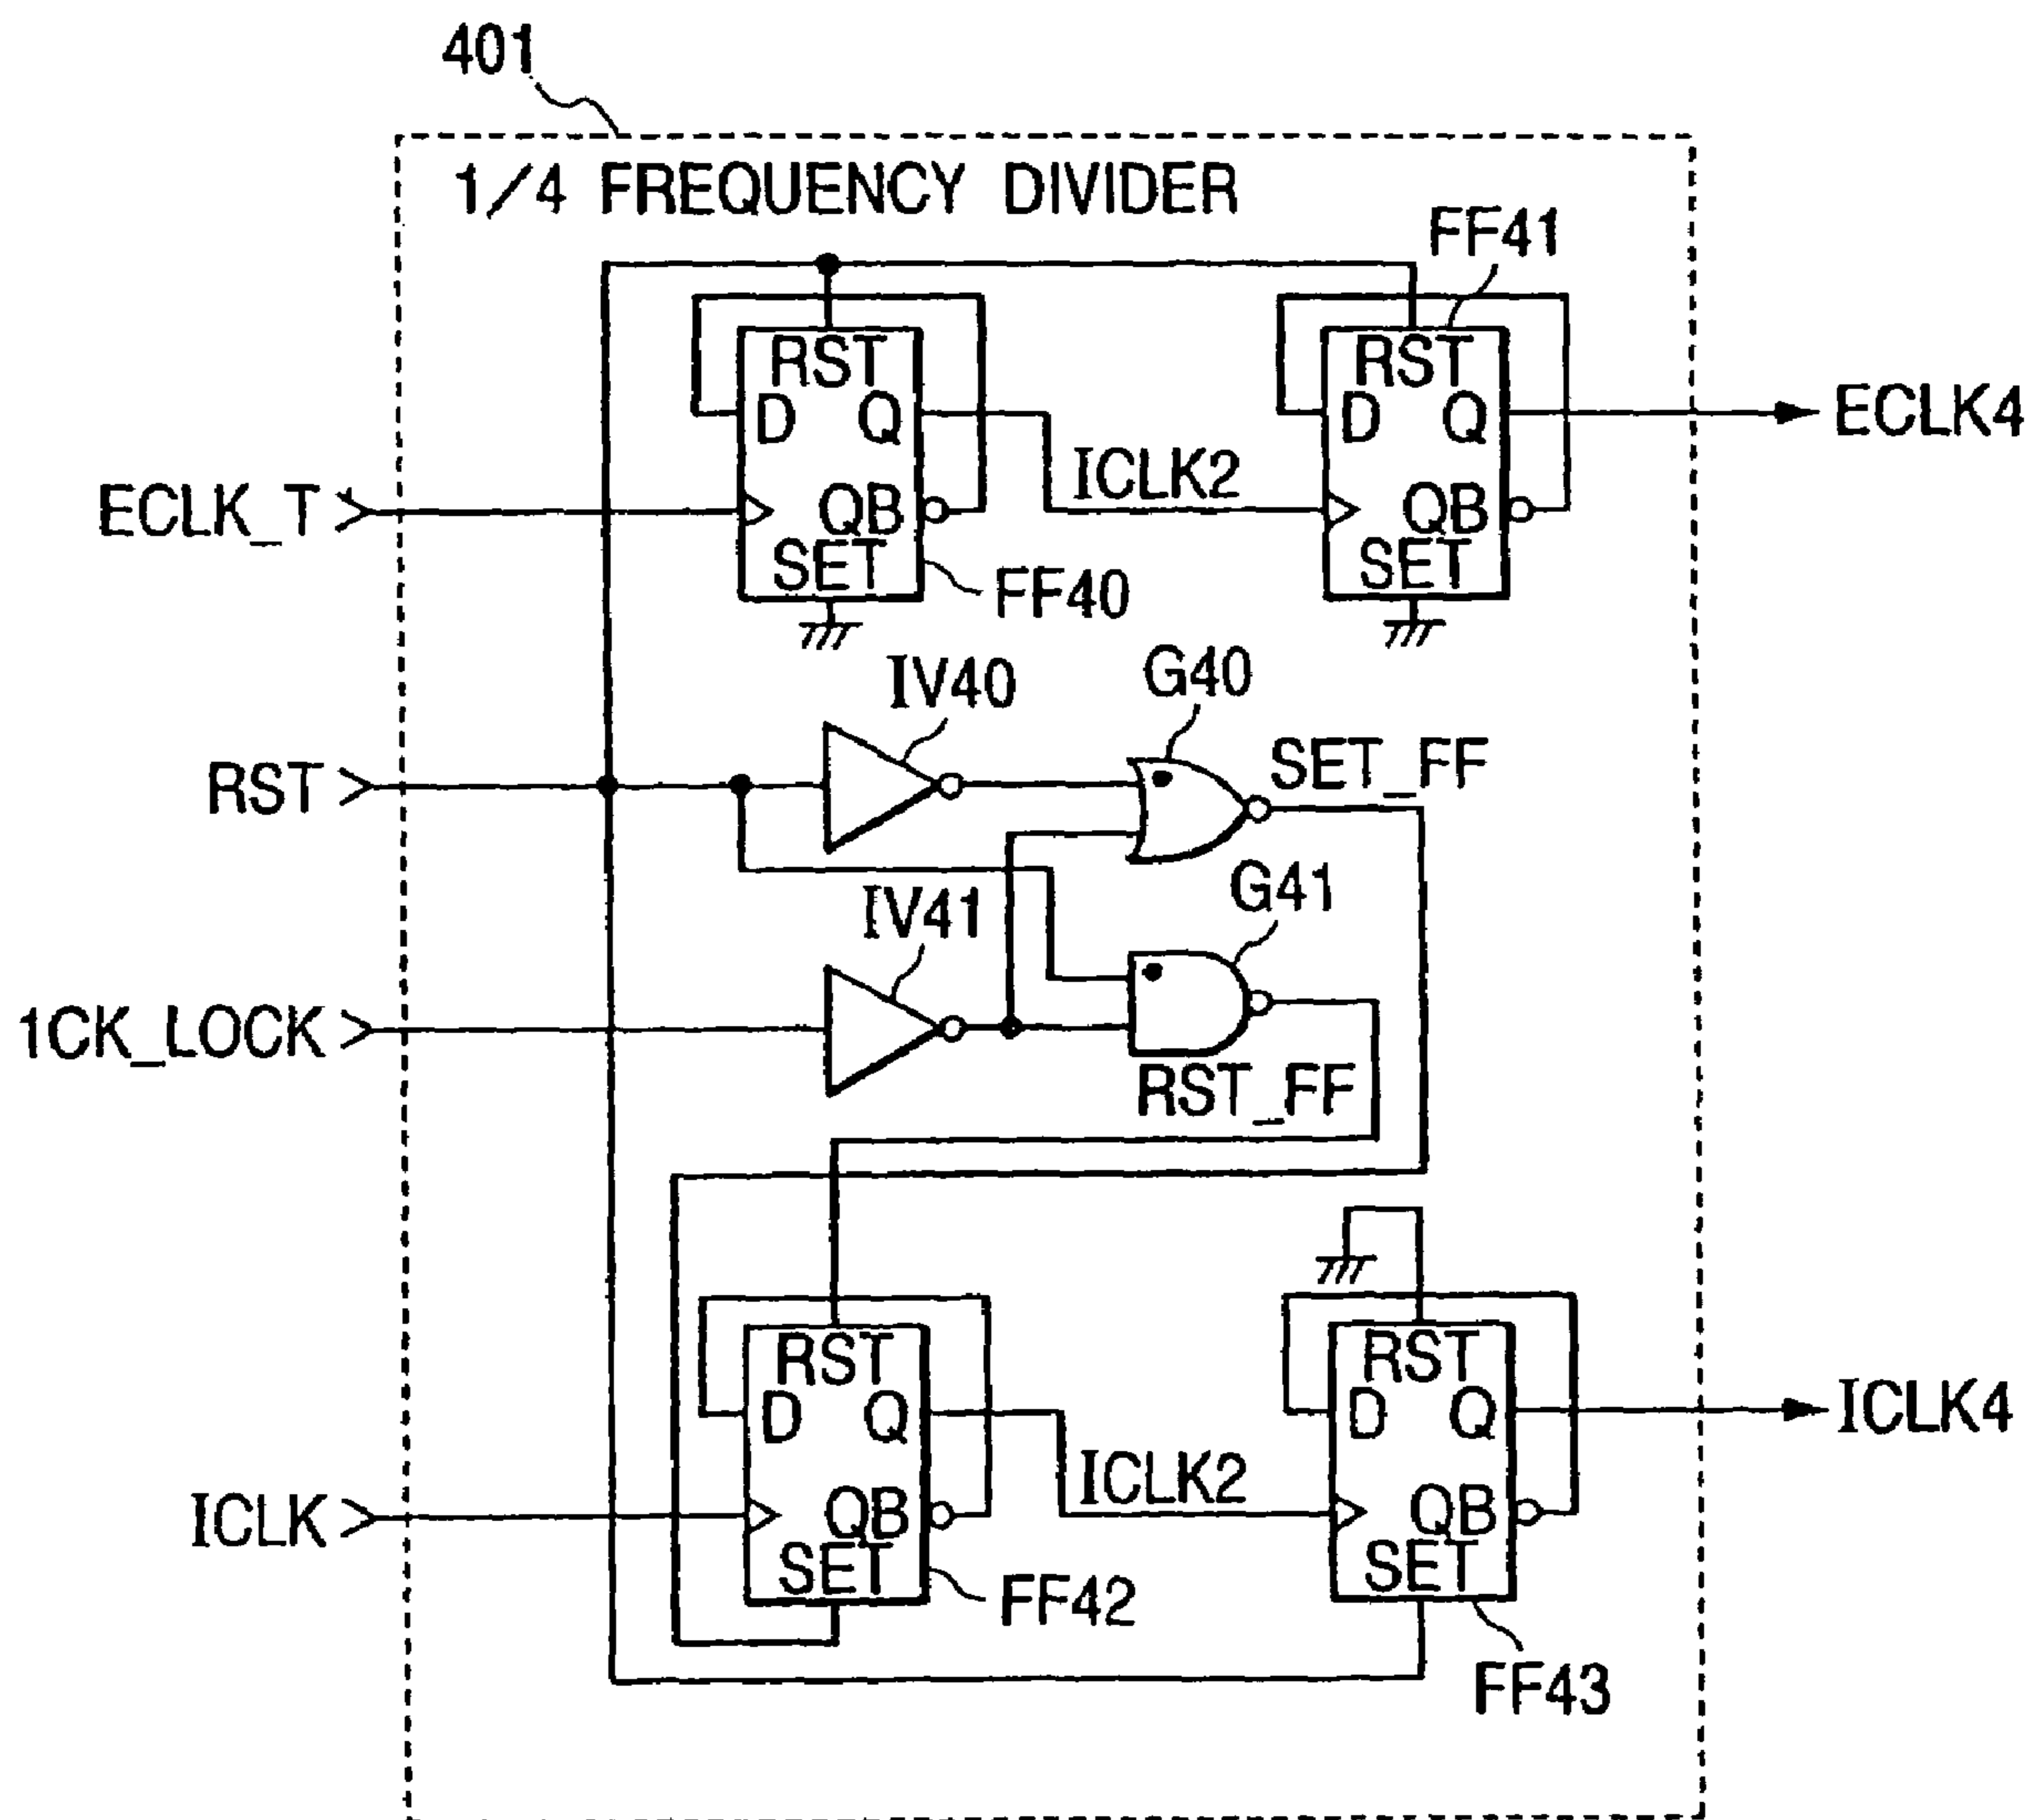 401
1/4 FREQUENCY DIVIDER
FF41
RST
D Q
QB
SET
RST
D Q
QB
SET
ECLK4
ICLK2
ECLK_T
FF40
IV40
G40
SET_FF
RST
G41
IV41
1CK_LOCK
RST_FF
RST
D Q
QB
SET
RST
D Q
QB
SET
ICLK4
ICLK2
ICLK
FF42
FF43